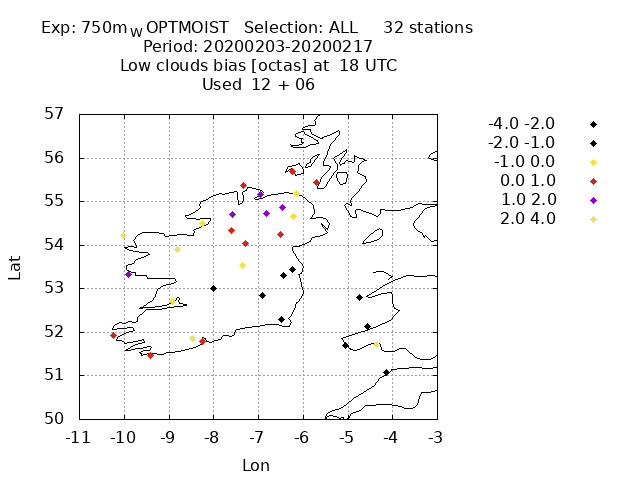 Exp: 750m_W OPTMOIST Selection: ALL 32 stations
Period: 20200203-20200217
Low clouds bias [octas] at 18 UTC
Used 12 + 06
57
56
55
54
53
52
51
50
Lat
-11 -10 -9 -8 -7 -6 -5 -4 -3
Lon
-4.0 -2.0
-2.0 -1.0
-1.0 0.0
0.0 1.0
1.0 2.0
2.0 4.0